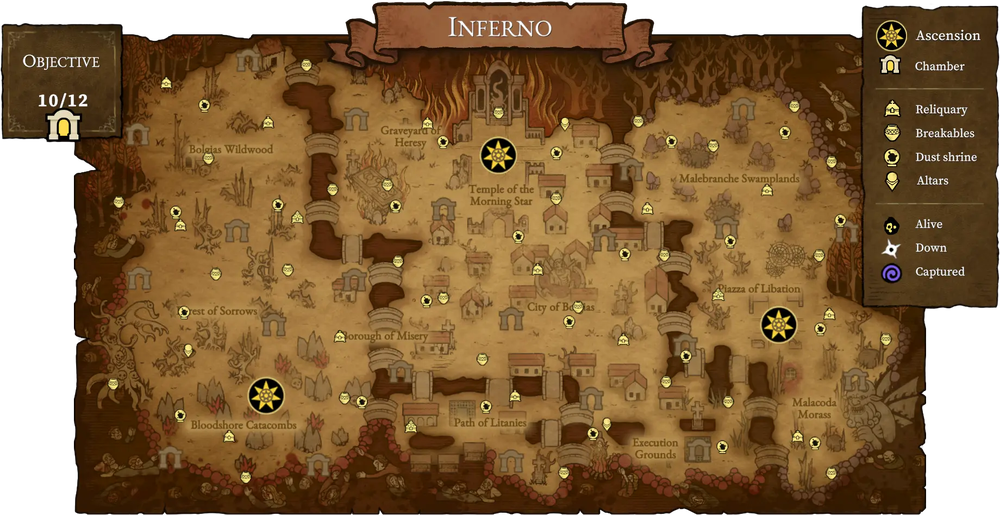 INFERNO
OBJECTIVE
10/12
Ascension
Chamber
Reliquary
Breakables
Dust shrine
Altars
Alive
Down
Captured
Graveyard of
Heresy
Bolgias Wildwood
Temple of the
Morning Star
Malebranche Swamplands
Piazza of Libation
City of
rest of Sorrows
orough of Misery
Bloodshore Catacombs
Path of Litanies
Malacoda
Morass
Execution
Grounds